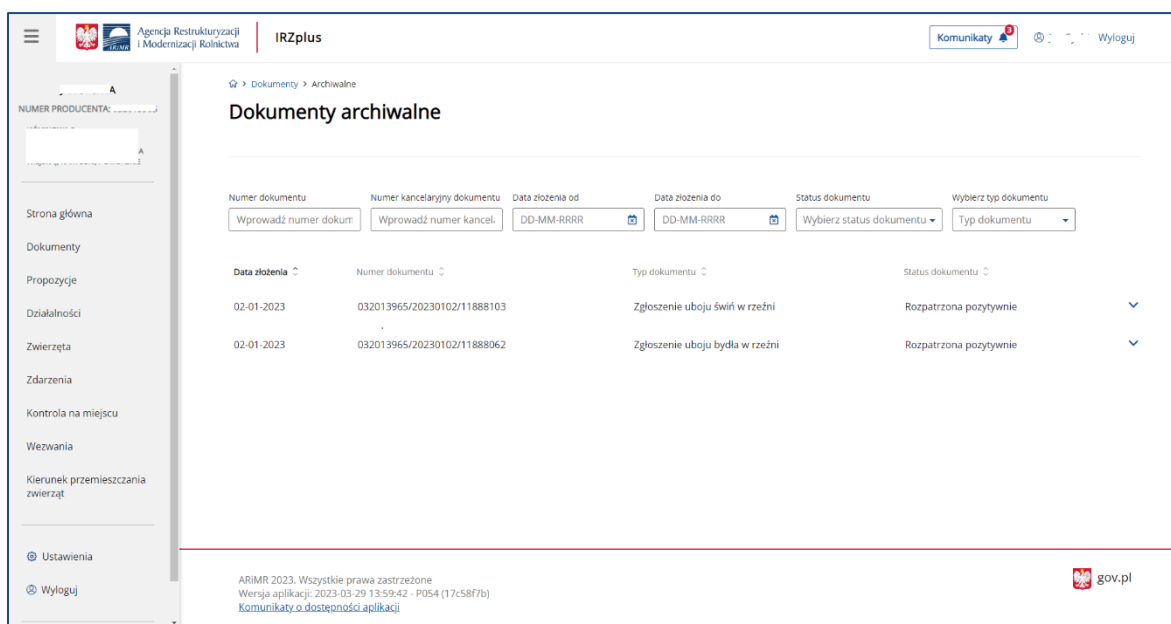 Agencja Restrukturyzacji
i Modernizacji Rolnictwa
ARiMR
IRZplus
Komunikaty 3
Wyloguj
A
NUMER PRODUCENTA:
A
Strona główna
Dokumenty
Propozycje
Działalności
Zwierzęta
Zdarzenia
Kontrola na miejscu
Wezwania
Kierunek przemieszczania
zwierząt
Ustawienia
Wyloguj
> Dokumenty > Archiwalne
Dokumenty archiwalne
Numer dokumentu Numer kancelaryjny dokumentu Data złożenia od Data złożenia do Status dokumentu Wybierz typ dokumentu
Wprowadź numer dokum Wprowadź numer kancel. DD-MM-RRRR DD-MM-RRRR Wybierz status dokumentu Typ dokumentu
Data złożenia Numer dokumentu Typ dokumentu Status dokumentu
02-01-2023 032013965/20230102/11888103 Zgłoszenie uboju świń w rzeźni Rozpatrzona pozytywnie
02-01-2023 032013965/20230102/11888062 Zgłoszenie uboju bydła w rzeźni Rozpatrzona pozytywnie
ARiMR 2023. Wszystkie prawa zastrzeżone
Wersja aplikacji: 2023-03-29 13:59:42 - P054 (17c58f7b)
Komunikaty o dostępności aplikacji
gov.pl